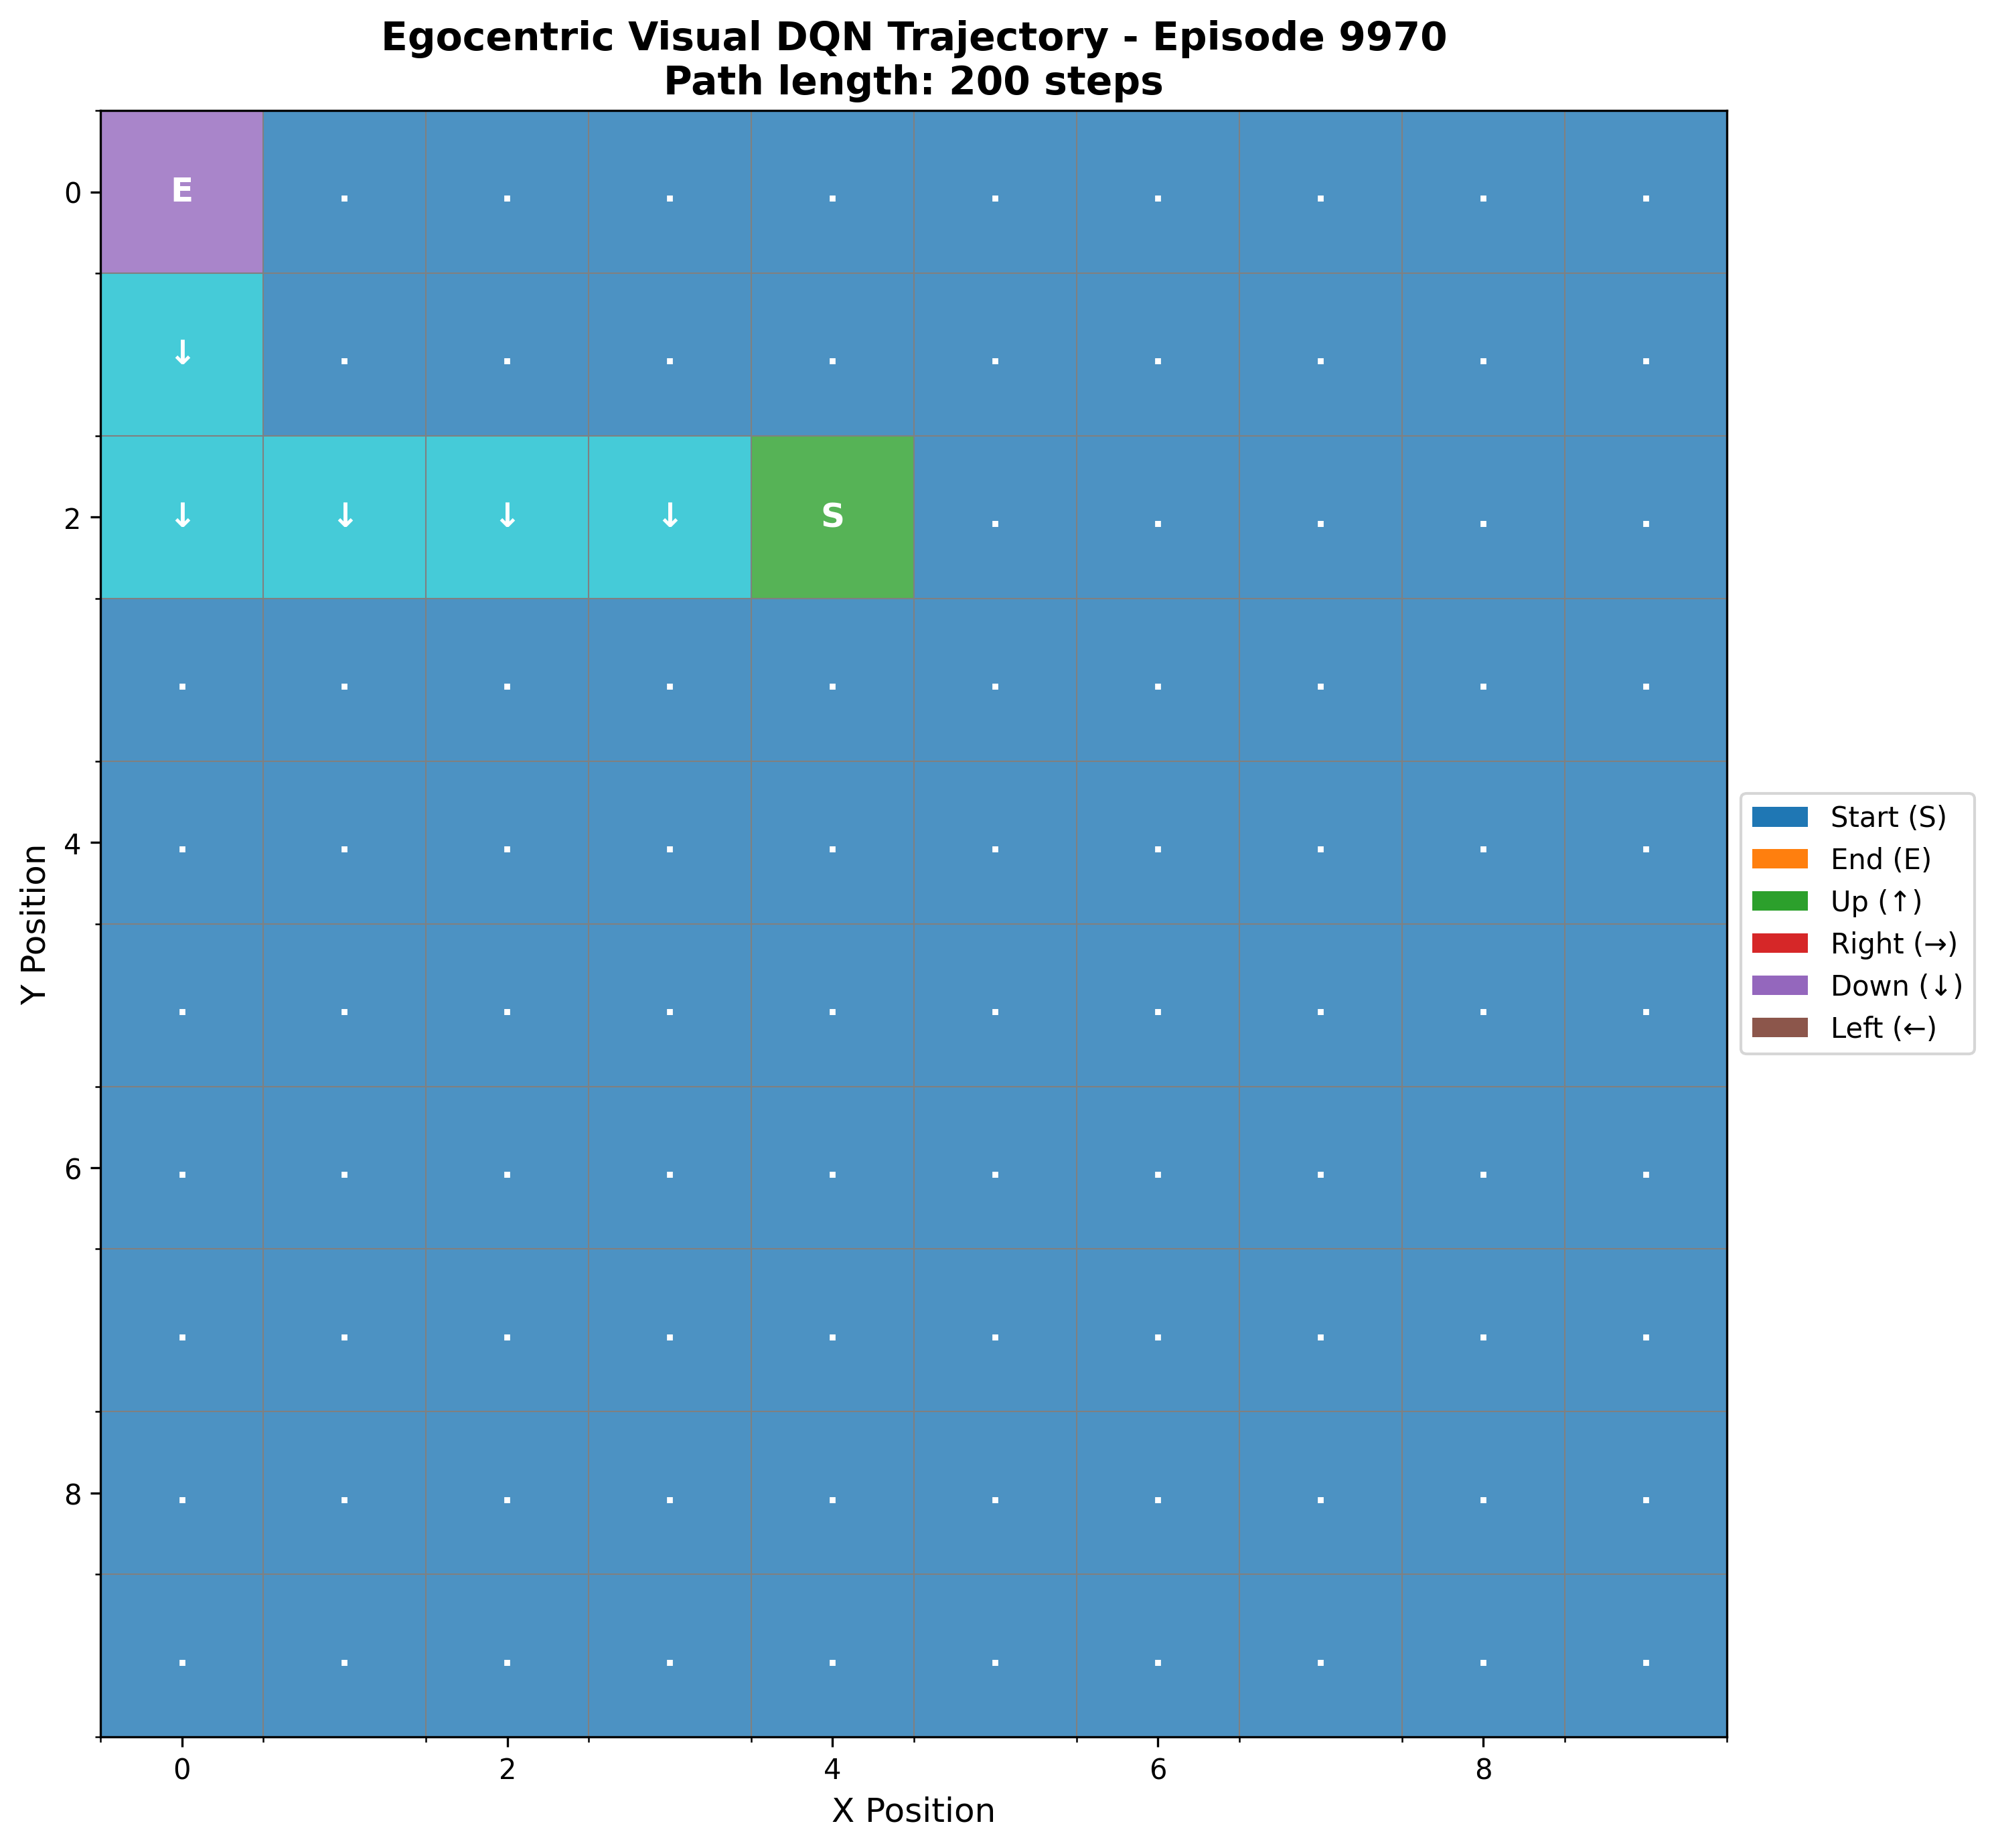 Egocentric Visual DQN Trajectory - Episode 9970
Path length: 200 steps
0
2
4
6
8
Y Position
E . . . . . . . . .
↓ . . . . . . . . .
↓ ↓ ↓ ↓ S . . . . .
. . . . . . . . . .
. . . . . . . . . .
. . . . . . . . . .
. . . . . . . . . .
. . . . . . . . . .
. . . . . . . . . .
. . . . . . . . . .
0 2 4 6 8
X Position
Start (S)
End (E)
Up (↑)
Right (→)
Down (↓)
Left (←)